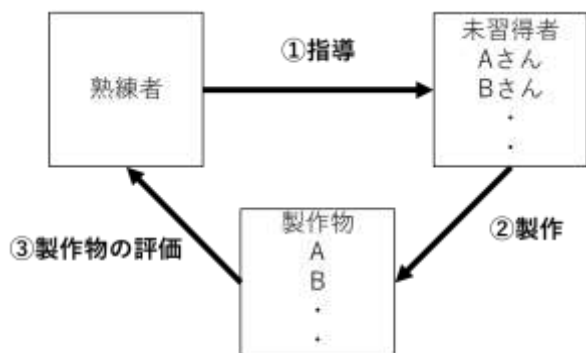 熟練者
①指導
未習得者
Aさん
Bさん
・
・
②製作
製作物
A
B
・
・
③製作物の評価